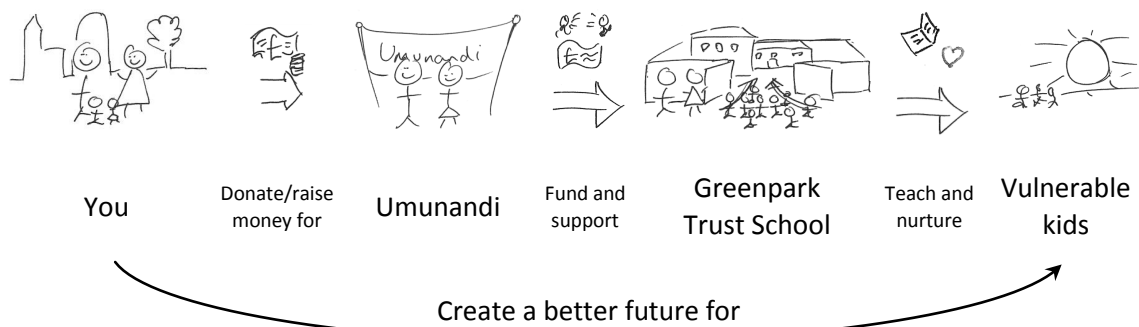 Umunandi
£
£
You
Donate/raise
money for
Umunandi
Fund and
support
Greenpark
Trust School
Teach and
nurture
Vulnerable
kids
Create a better future for